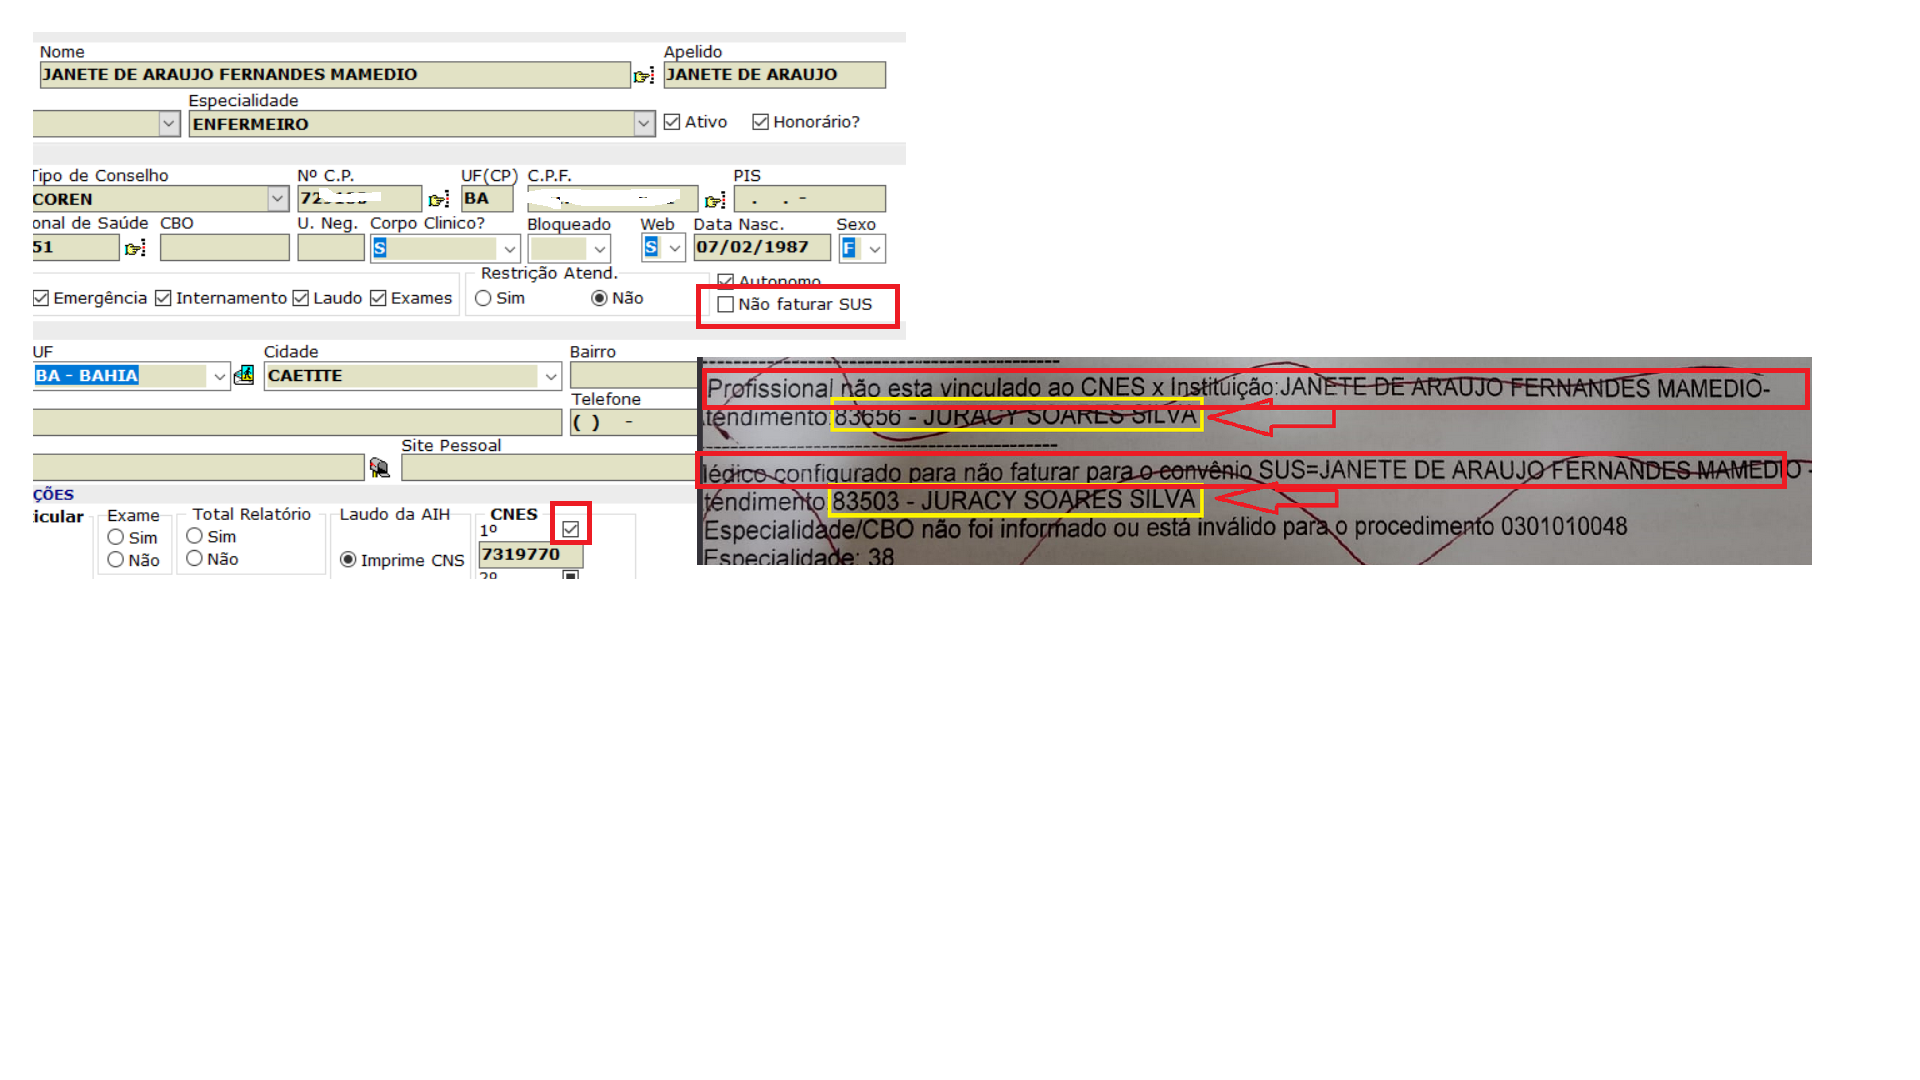 Nome Apelido
JANETE DE ARAUJO FERNANDES MAMEDIO JANETE DE ARAUJO
Especialidade
ENFERMEIRO Ativo Honorário?
Tipo de Conselho Nº C.P. UF(CP) C.P.F. PIS
COREN BA . . -
onal de Saúde CBO U. Neg. Corpo Clinico? Bloqueado Web Data Nasc. Sexo
51 S S 07/02/1987 F
Restrição Atend. Autonomo
Emergência Internamento Laudo Exames Sim Não Não faturar SUS
UF Cidade Bairro
BA - BAHIA CAETITE
Telefone
( ) -
Site Pessoal
ÇÕES
icular Exame Total Relatório Laudo da AIH CNES
Sim Sim 1º
Não Não Imprime CNS 7319770
2º
Profissional não esta vinculado ao CNES x Instituição:JANETE DE ARAUJO FERNANDES MAMEDIO-
tendimento:83656 - JURACY SOARES SILVA
édico configurado para não faturar para o convênio SUS=JANETE DE ARAUJO FERNANDES MAMEDIO -
tendimento:83503 - JURACY SOARES SILVA
Especialidade/CBO não foi informado ou está inválido para o procedimento 0301010048
Especialidade: 38